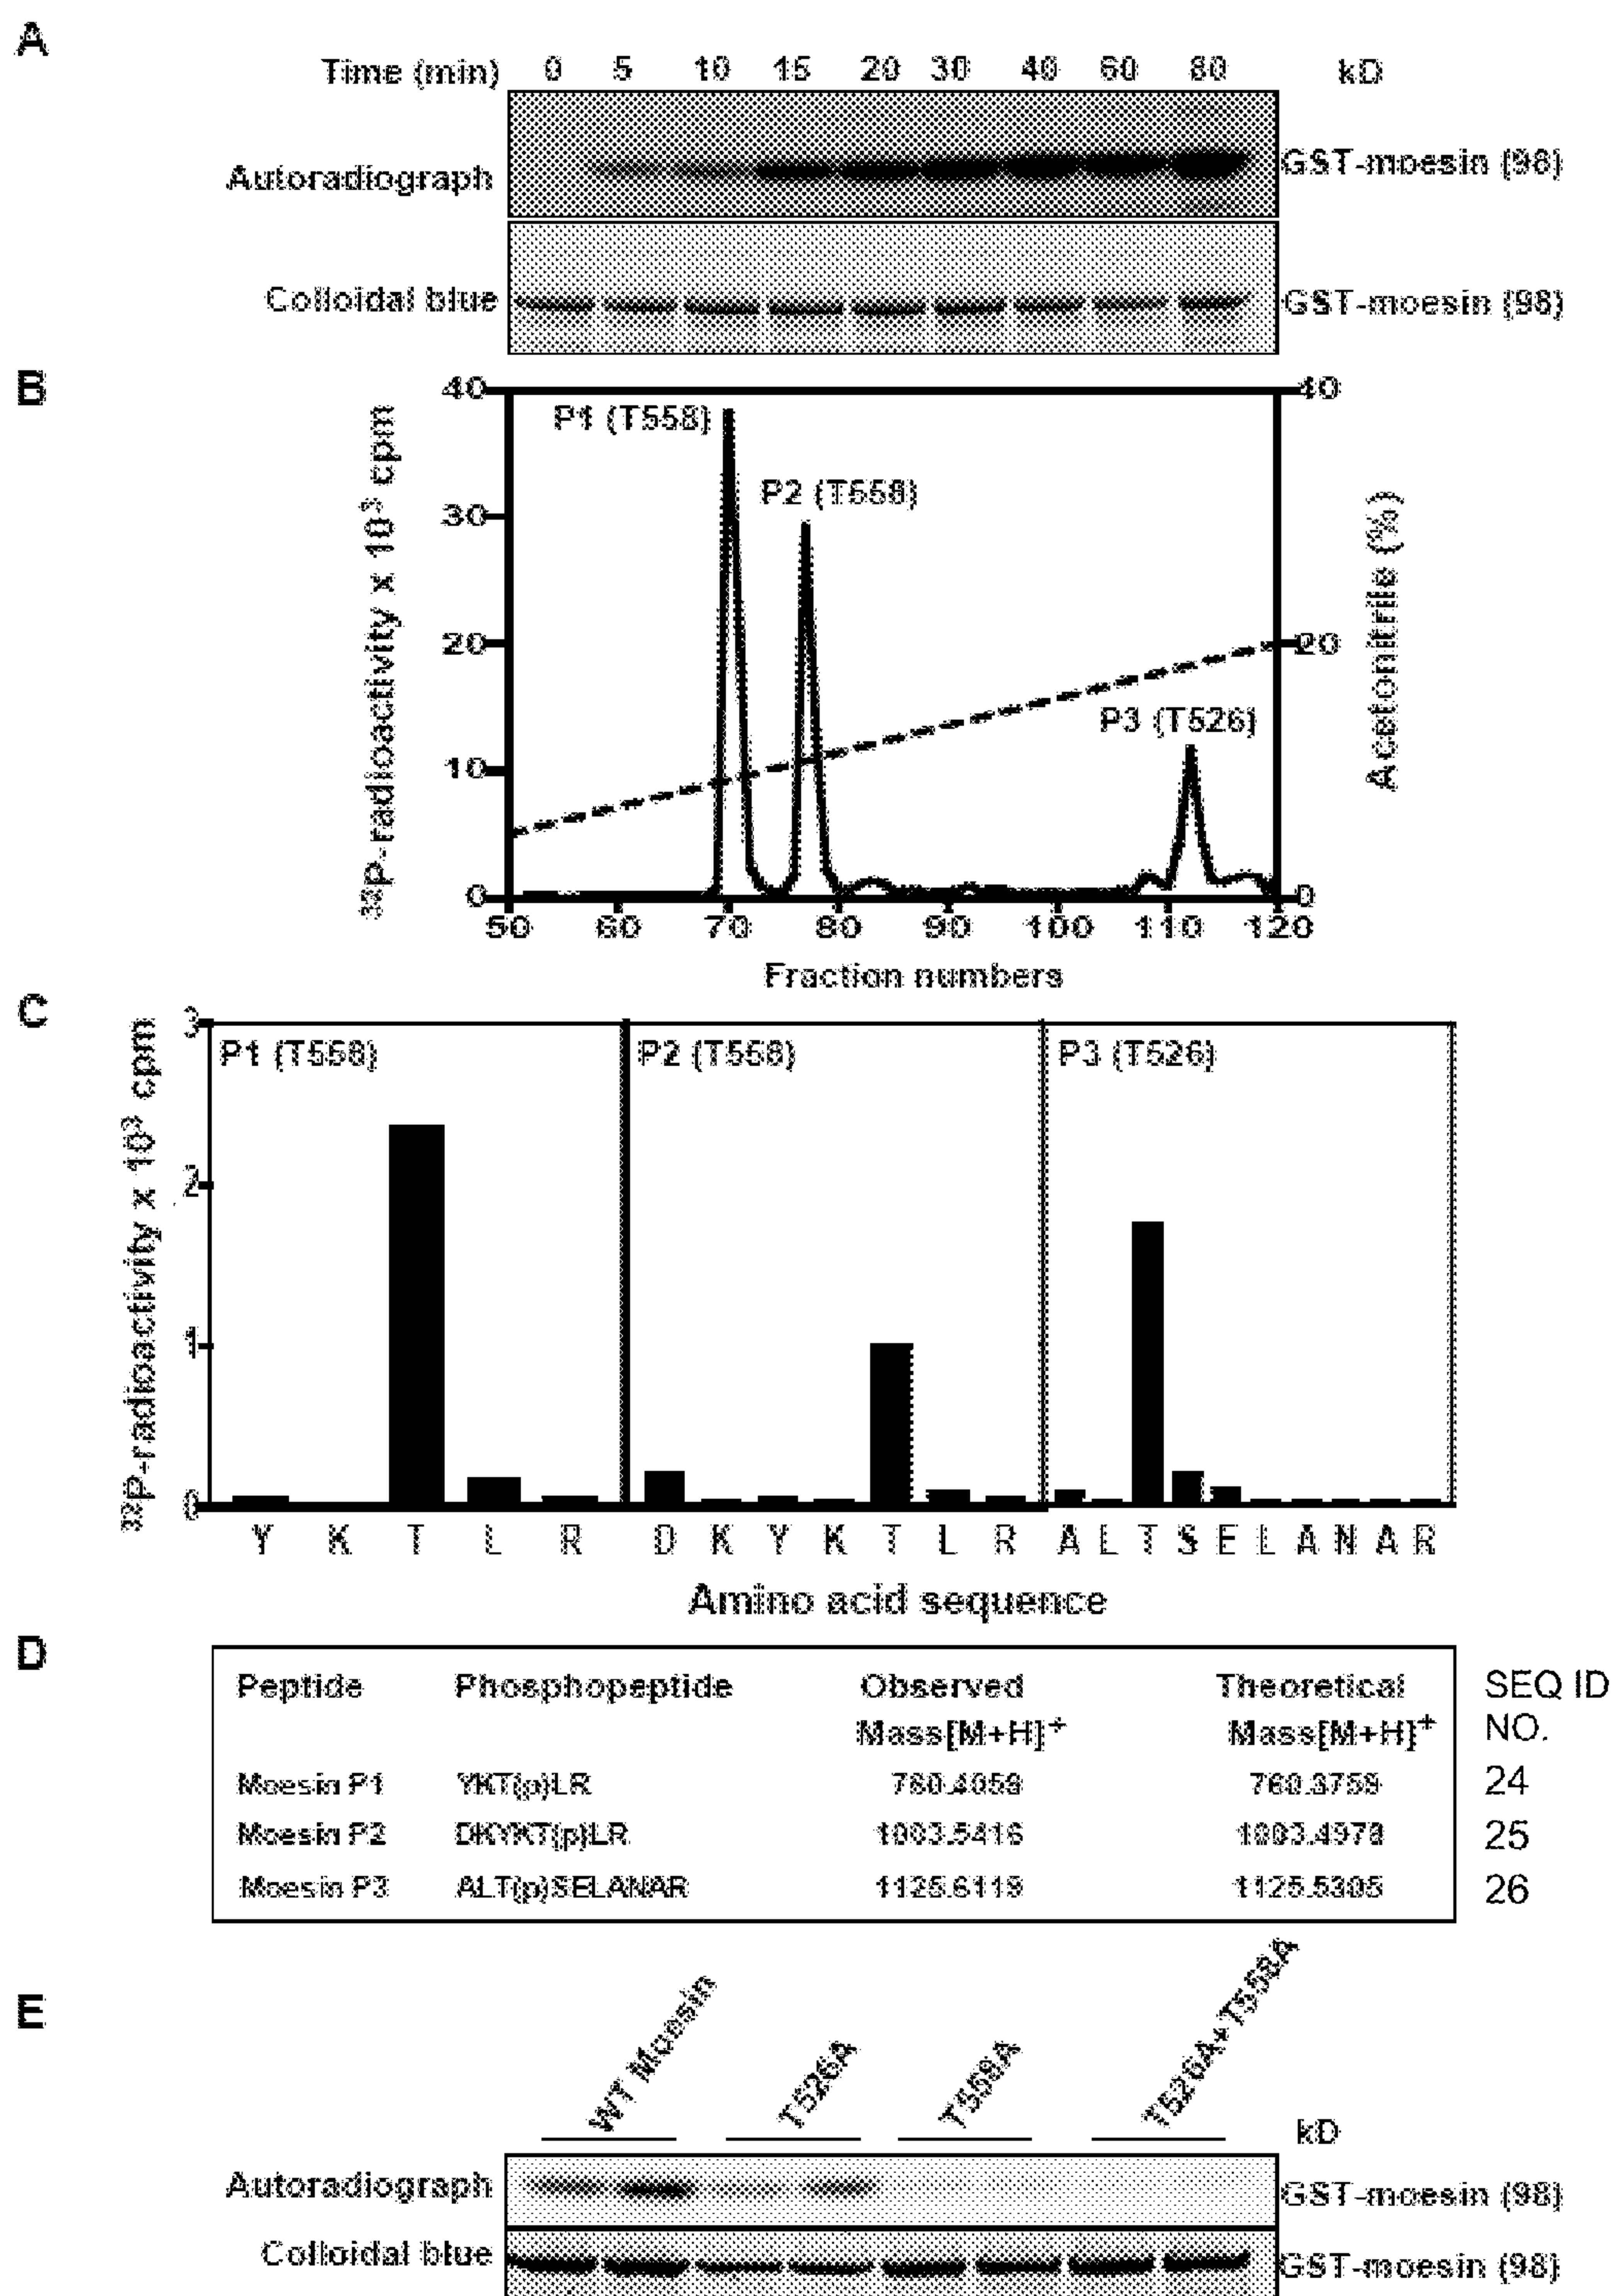 A
Time (min) 0 5 10 15 20 30 40 60 80 kD
Autoradiograph GST-moesin (98)
Colloidal blue GST-moesin (98)
B
40 40
P1 (T558)
P2 (T558)
30
20 20
P3 (T526)
10
0 0
50 60 70 80 90 100 110 120
Fraction numbers
³²P-radioactivity x 10³ cpm
Acetonitrile (%)
C
3
P1 (T558) P2 (T558) P3 (T526)
2
1
0
Y K T L R D K Y K T L R A L T S E L A N A R
Amino acid sequence
³²P-radioactivity x 10³ cpm
D
Peptide Phosphopeptide Observed Theoretical SEQ ID
Mass[M+H]⁺ Mass[M+H]⁺ NO.
Moesin P1 YKT(p)LR 760.4059 760.3759 24
Moesin P2 DKYKT(p)LR 1003.5416 1003.4978 25
Moesin P3 ALT(p)SELANAR 1125.6119 1125.5305 26
E
WT Moesin T526A T558A T526A+T558A
kD
Autoradiograph GST-moesin (98)
Colloidal blue GST-moesin (98)